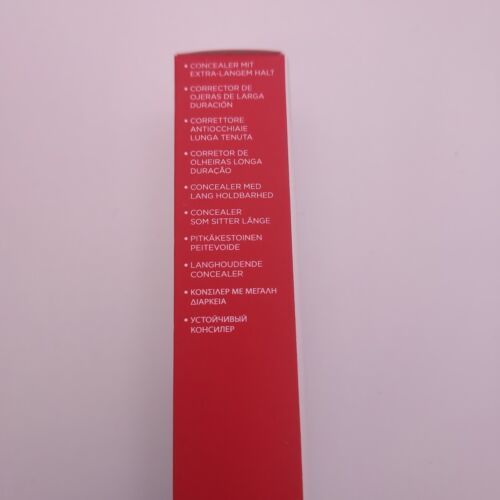 • CONCEALER MIT
EXTRA-LANGEM HALT
• CORRECTOR DE
OJERAS DE LARGA
DURACIÓN
• CORRETTORE
ANTIOCCHIAIE
LUNGA TENUTA
• CORRETOR DE
OLHEIRAS LONGA
DURAÇÃO
• CONCEALER MED
LANG HOLDBARHED
• CONCEALER
SOM SITTER LÄNGE
• PITKÄKESTOINEN
PEITEVOIDE
• LANGHOUDENDE
CONCEALER
• ΚΟΝΣΙΛΕΡ ΜΕ ΜΕΓΑΛΗ
ΔΙΑΡΚΕΙΑ
• УСТОЙЧИВЫЙ
КОНСИЛЕР